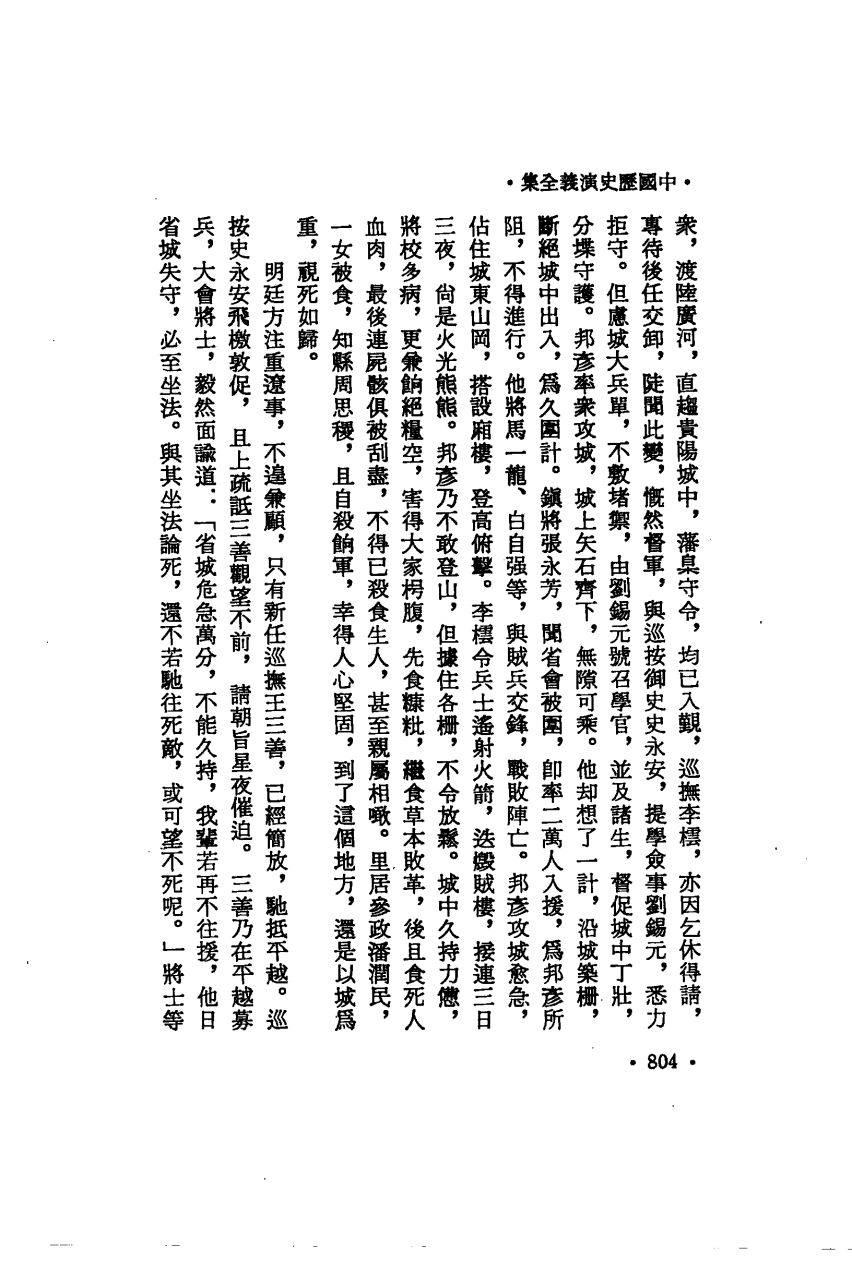 ·中國歷史演義全集·
衆，渡陸廣河，直趨貴陽城中，藩臬守令，均已入覲，巡撫李橒，亦因乞休得請，
專待後任交卸，陡聞此變，慨然督軍，與巡按御史史永安，提學僉事劉錫元，悉力
拒守。但慮城大兵單，不敷堵禦，由劉錫元號召學官，並及諸生，督促城中丁壯，
分堞守護。邦彥率衆攻城，城上矢石齊下，無隙可乘。他却想了一計，沿城築柵，
斷絕城中出入，爲久圍計。鎭將張永芳，聞省會被圍，卽率二萬人入援，爲邦彥所
阻，不得進行。他將馬一龍、白自强等，與賊兵交鋒，戰敗陣亡。邦彥攻城愈急，
佔住城東山岡，搭設廂樓，登高俯擊。李橒令兵士遙射火箭，迭燬賊樓，接連三日
三夜，尙是火光熊熊。邦彥乃不敢登山，但據住各柵，不令放鬆。城中久持力憊，
將校多病，更兼餉絕糧空，害得大家枵腹，先食糠粃，繼食草本敗革，後且食死人
血肉，最後連屍骸俱被刮盡，不得已殺食生人，甚至親屬相噉。里居參政潘潤民，
一女被食，知縣周思稷，且自殺餉軍，幸得人心堅固，到了這個地方，還是以城爲
重，視死如歸。
明廷方注重遼事，不遑兼顧，只有新任巡撫王三善，已經簡放，馳抵平越。巡
按史永安飛檄敦促，且上疏詆三善觀望不前，請朝旨星夜催迫。三善乃在平越募
兵，大會將士，毅然面諭道：「省城危急萬分，不能久持，我輩若再不往援，他日
省城失守，必至坐法。與其坐法論死，還不若馳往死敵，或可望不死呢。」將士等
·804·